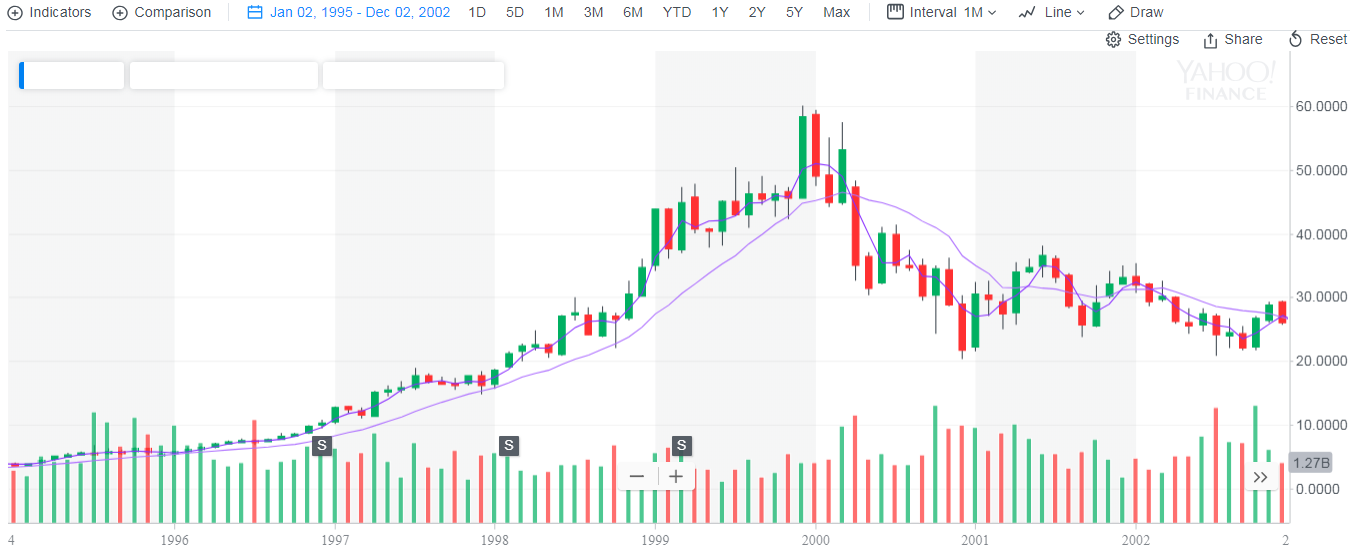 Indicators Comparison Jan 02, 1995 - Dec 02, 2002 1D 5D 1M 3M 6M YTD 1Y 2Y 5Y Max Interval 1M Line Draw
Settings Share Reset
YAHOO!
FINANCE
60.0000
50.0000
40.0000
30.0000
20.0000
10.0000
S S S
1.27B
0.0000
4 1996 1997 1998 1999 2000 2001 2002 2